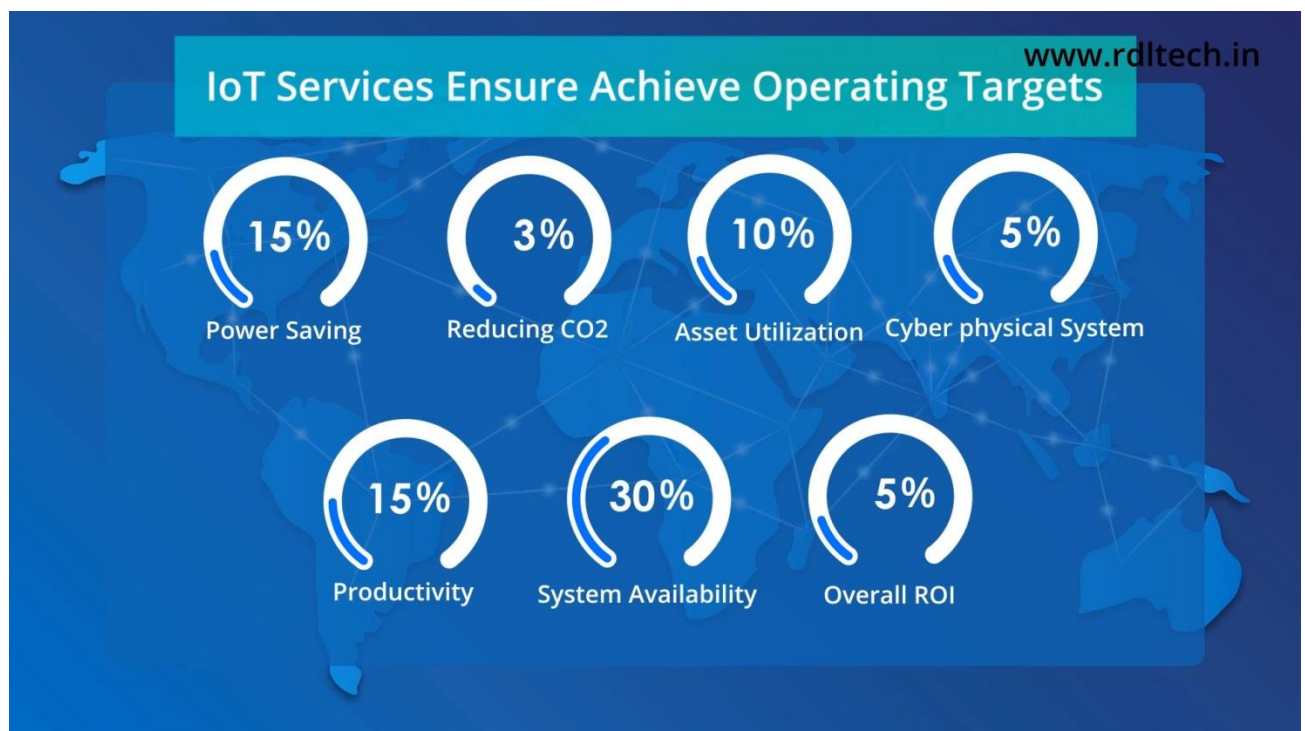 www.rdltech.in
IoT Services Ensure Achieve Operating Targets
15%
3%
10%
5%
Power Saving
Reducing CO2
Asset Utilization
Cyber physical System
15%
30%
5%
Productivity
System Availability
Overall ROI